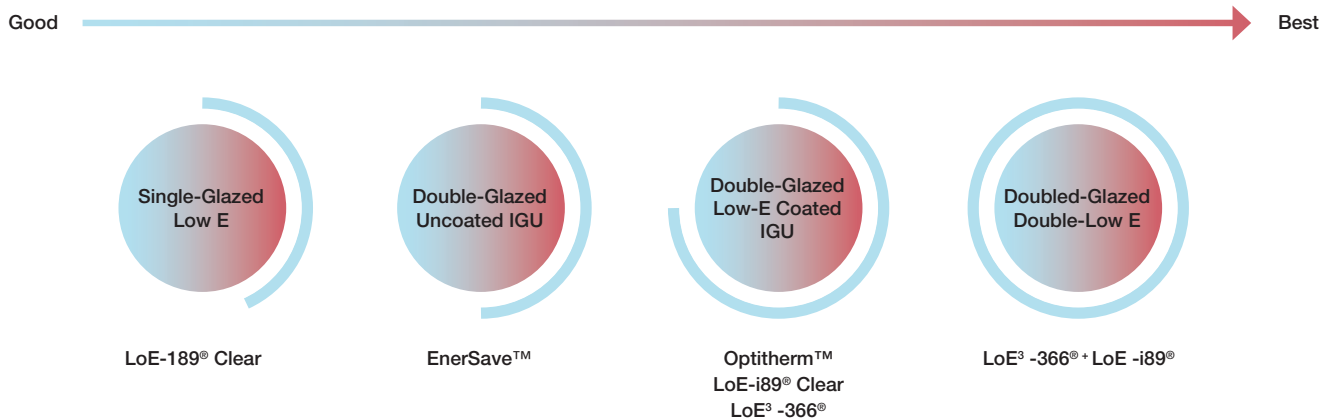 Good
Best
Single-Glazed
Low E
Double-Glazed
Uncoated IGU
Double-Glazed
Low-E Coated
IGU
Doubled-Glazed
Double-Low E
LoE-189® Clear
EnerSave™
Optitherm™
LoE-i89® Clear
LoE³ -366®
LoE³ -366® + LoE -i89®